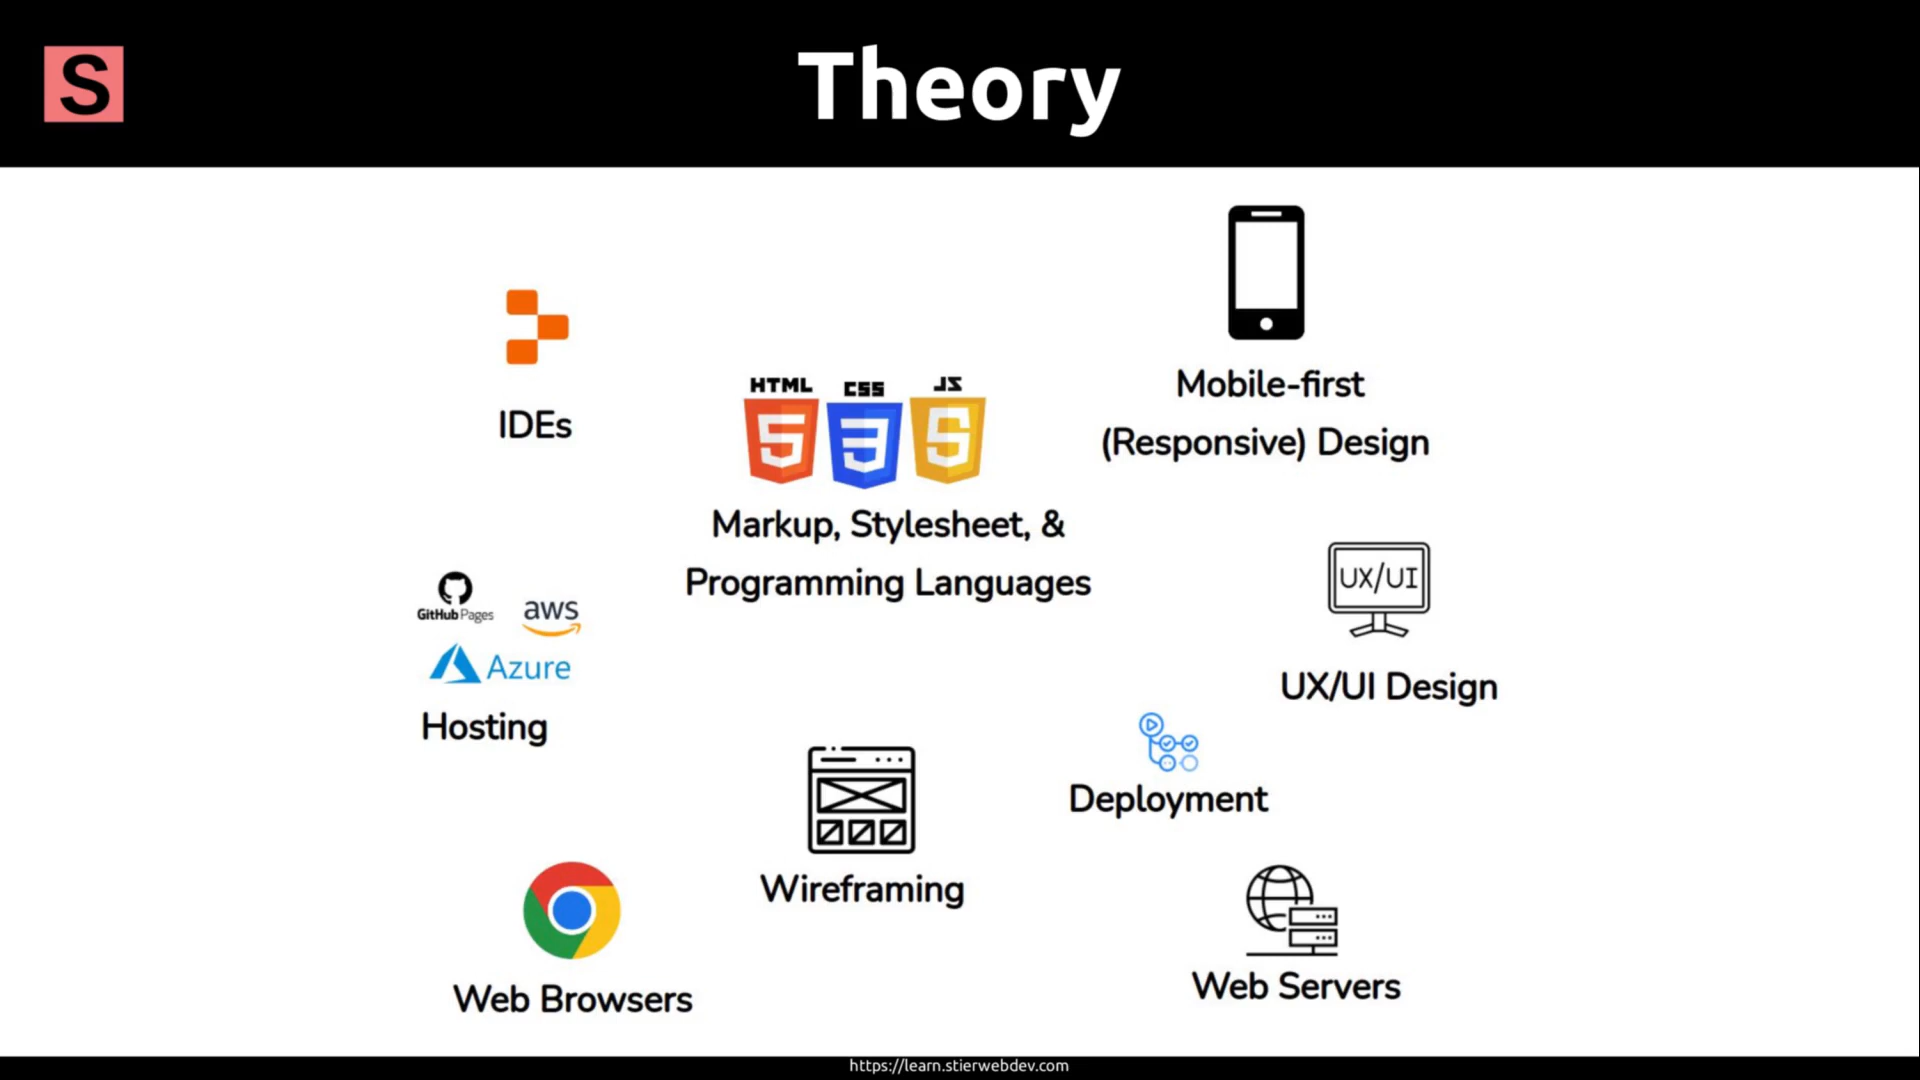 S
Theory
IDEs
HTML
CSS
JS
Markup, Stylesheet, &
Programming Languages
Mobile-first
(Responsive) Design
GitHub Pages
aws
Azure
Hosting
UX/UI
UX/UI Design
Deployment
Wireframing
Web Browsers
Web Servers
https://learn.stierwebdev.com